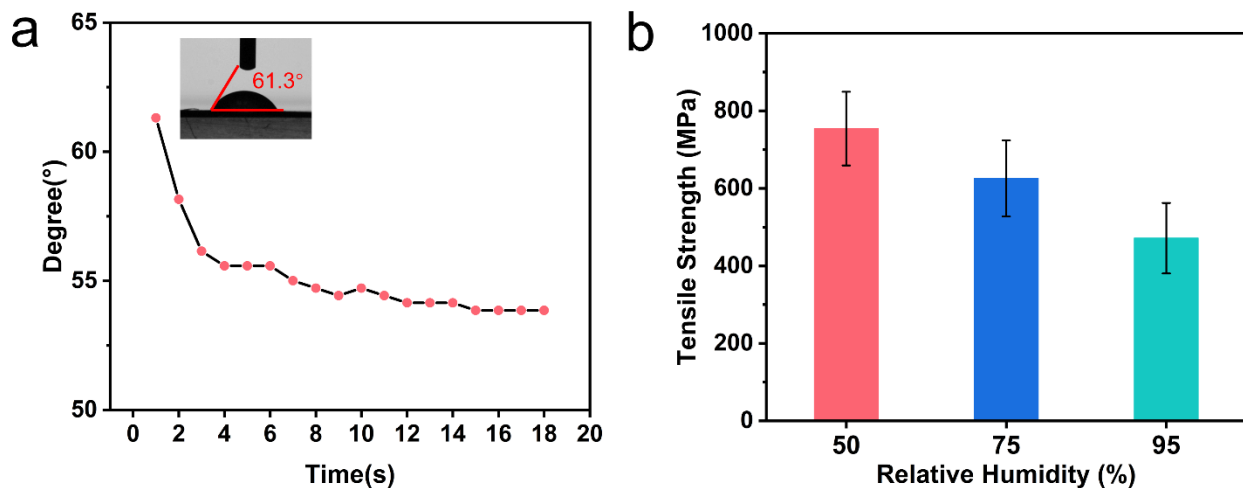 a
65
60
55
50
Degree(°)
61.3°
0 2 4 6 8 10 12 14 16 18 20
Time(s)
b
1000
800
600
400
200
0
Tensile Strength (MPa)
50 75 95
Relative Humidity (%)